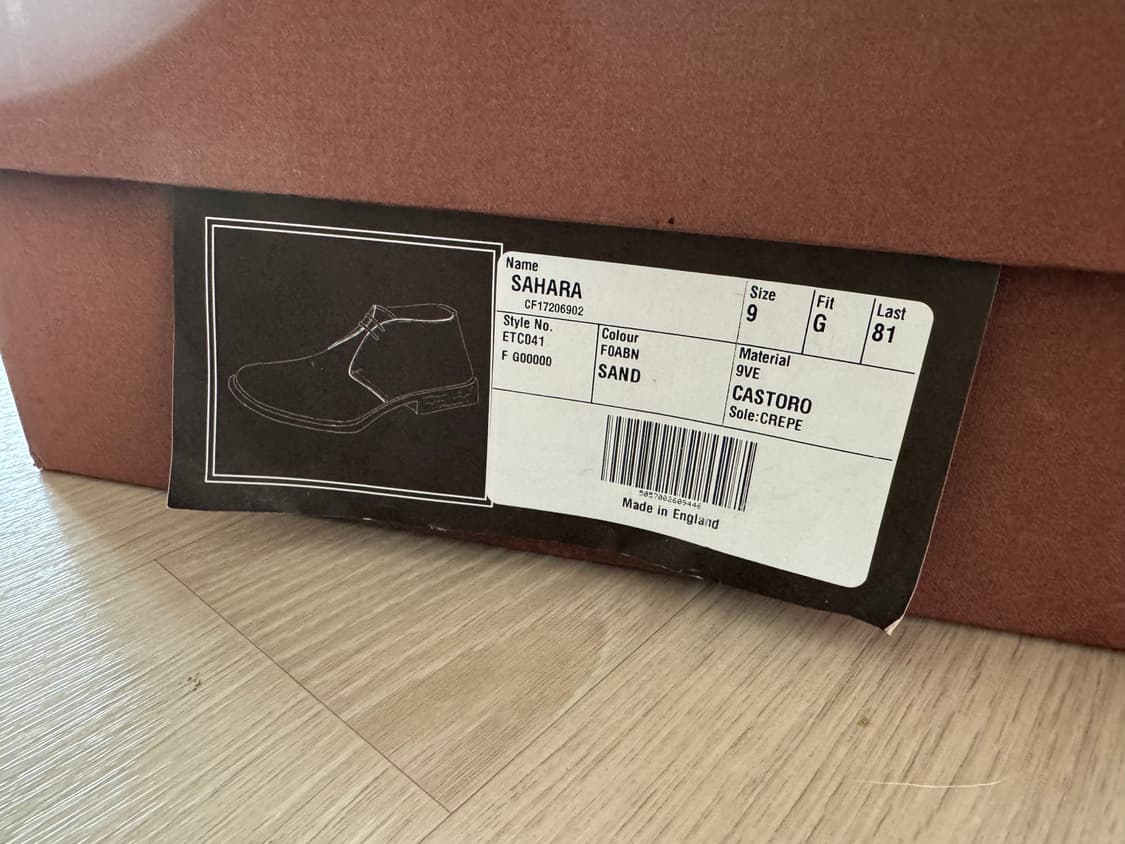 Name
SAHARA
CF17206902
Size
9
Fit
G
Last
81
Style No.
ETC041
F G00000
Colour
F0ABN
SAND
Material
9VE
CASTORO
Sole:CREPE
5057002609446
Made in England